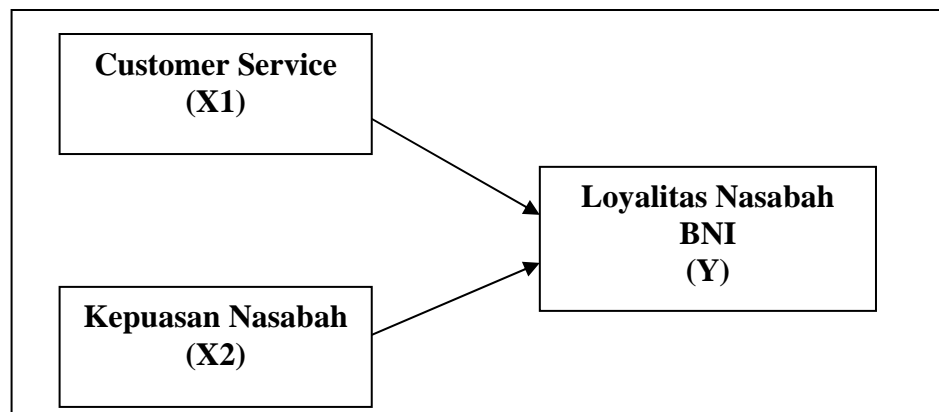 Customer Service
(X1)
Loyalitas Nasabah
BNI
(Y)
Kepuasan Nasabah
(X2)